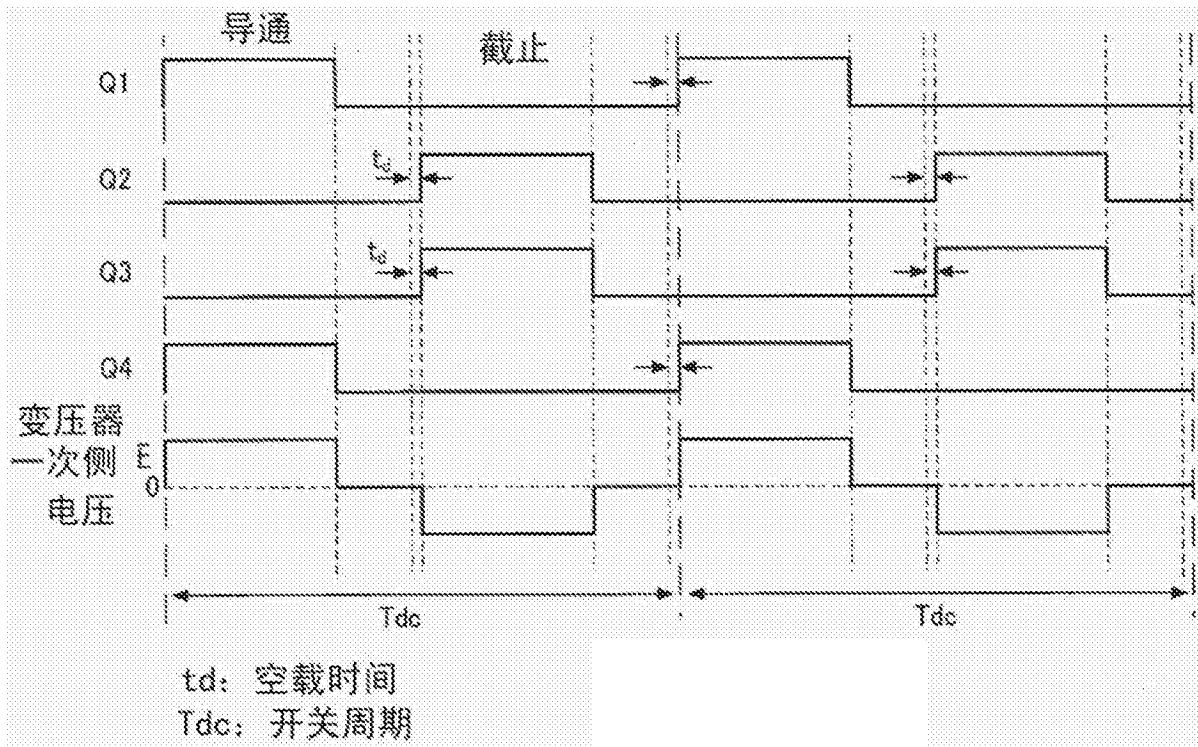 导通
截止
Q1
td
Q2
td
Q3
Q4
变压器
一次侧 E
0
电压
Tdc
Tdc
td: 空载时间
Tdc: 开关周期